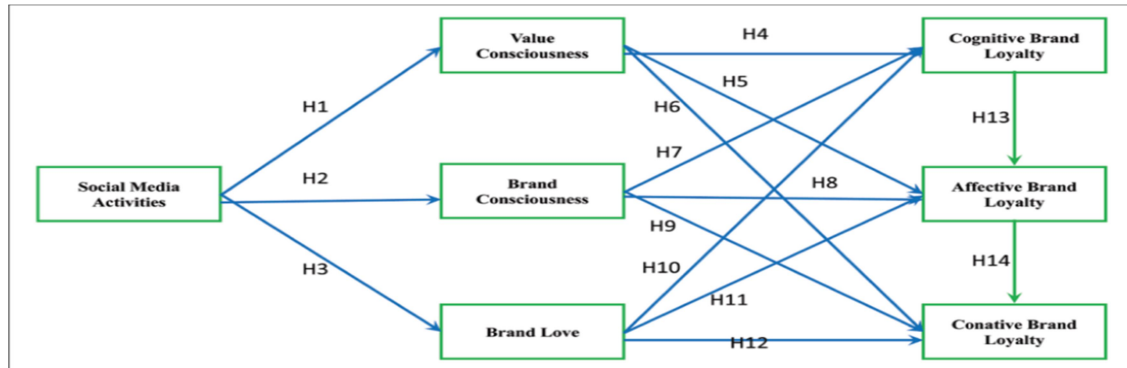 Value
Consciousness
H4
Cognitive Brand
Loyalty
H1
H5
H6
H13
H7
Social Media
Activities
H2
Brand
Consciousness
H8
Affective Brand
Loyalty
H9
H3
H10
H14
H11
Brand Love
H12
Conative Brand
Loyalty